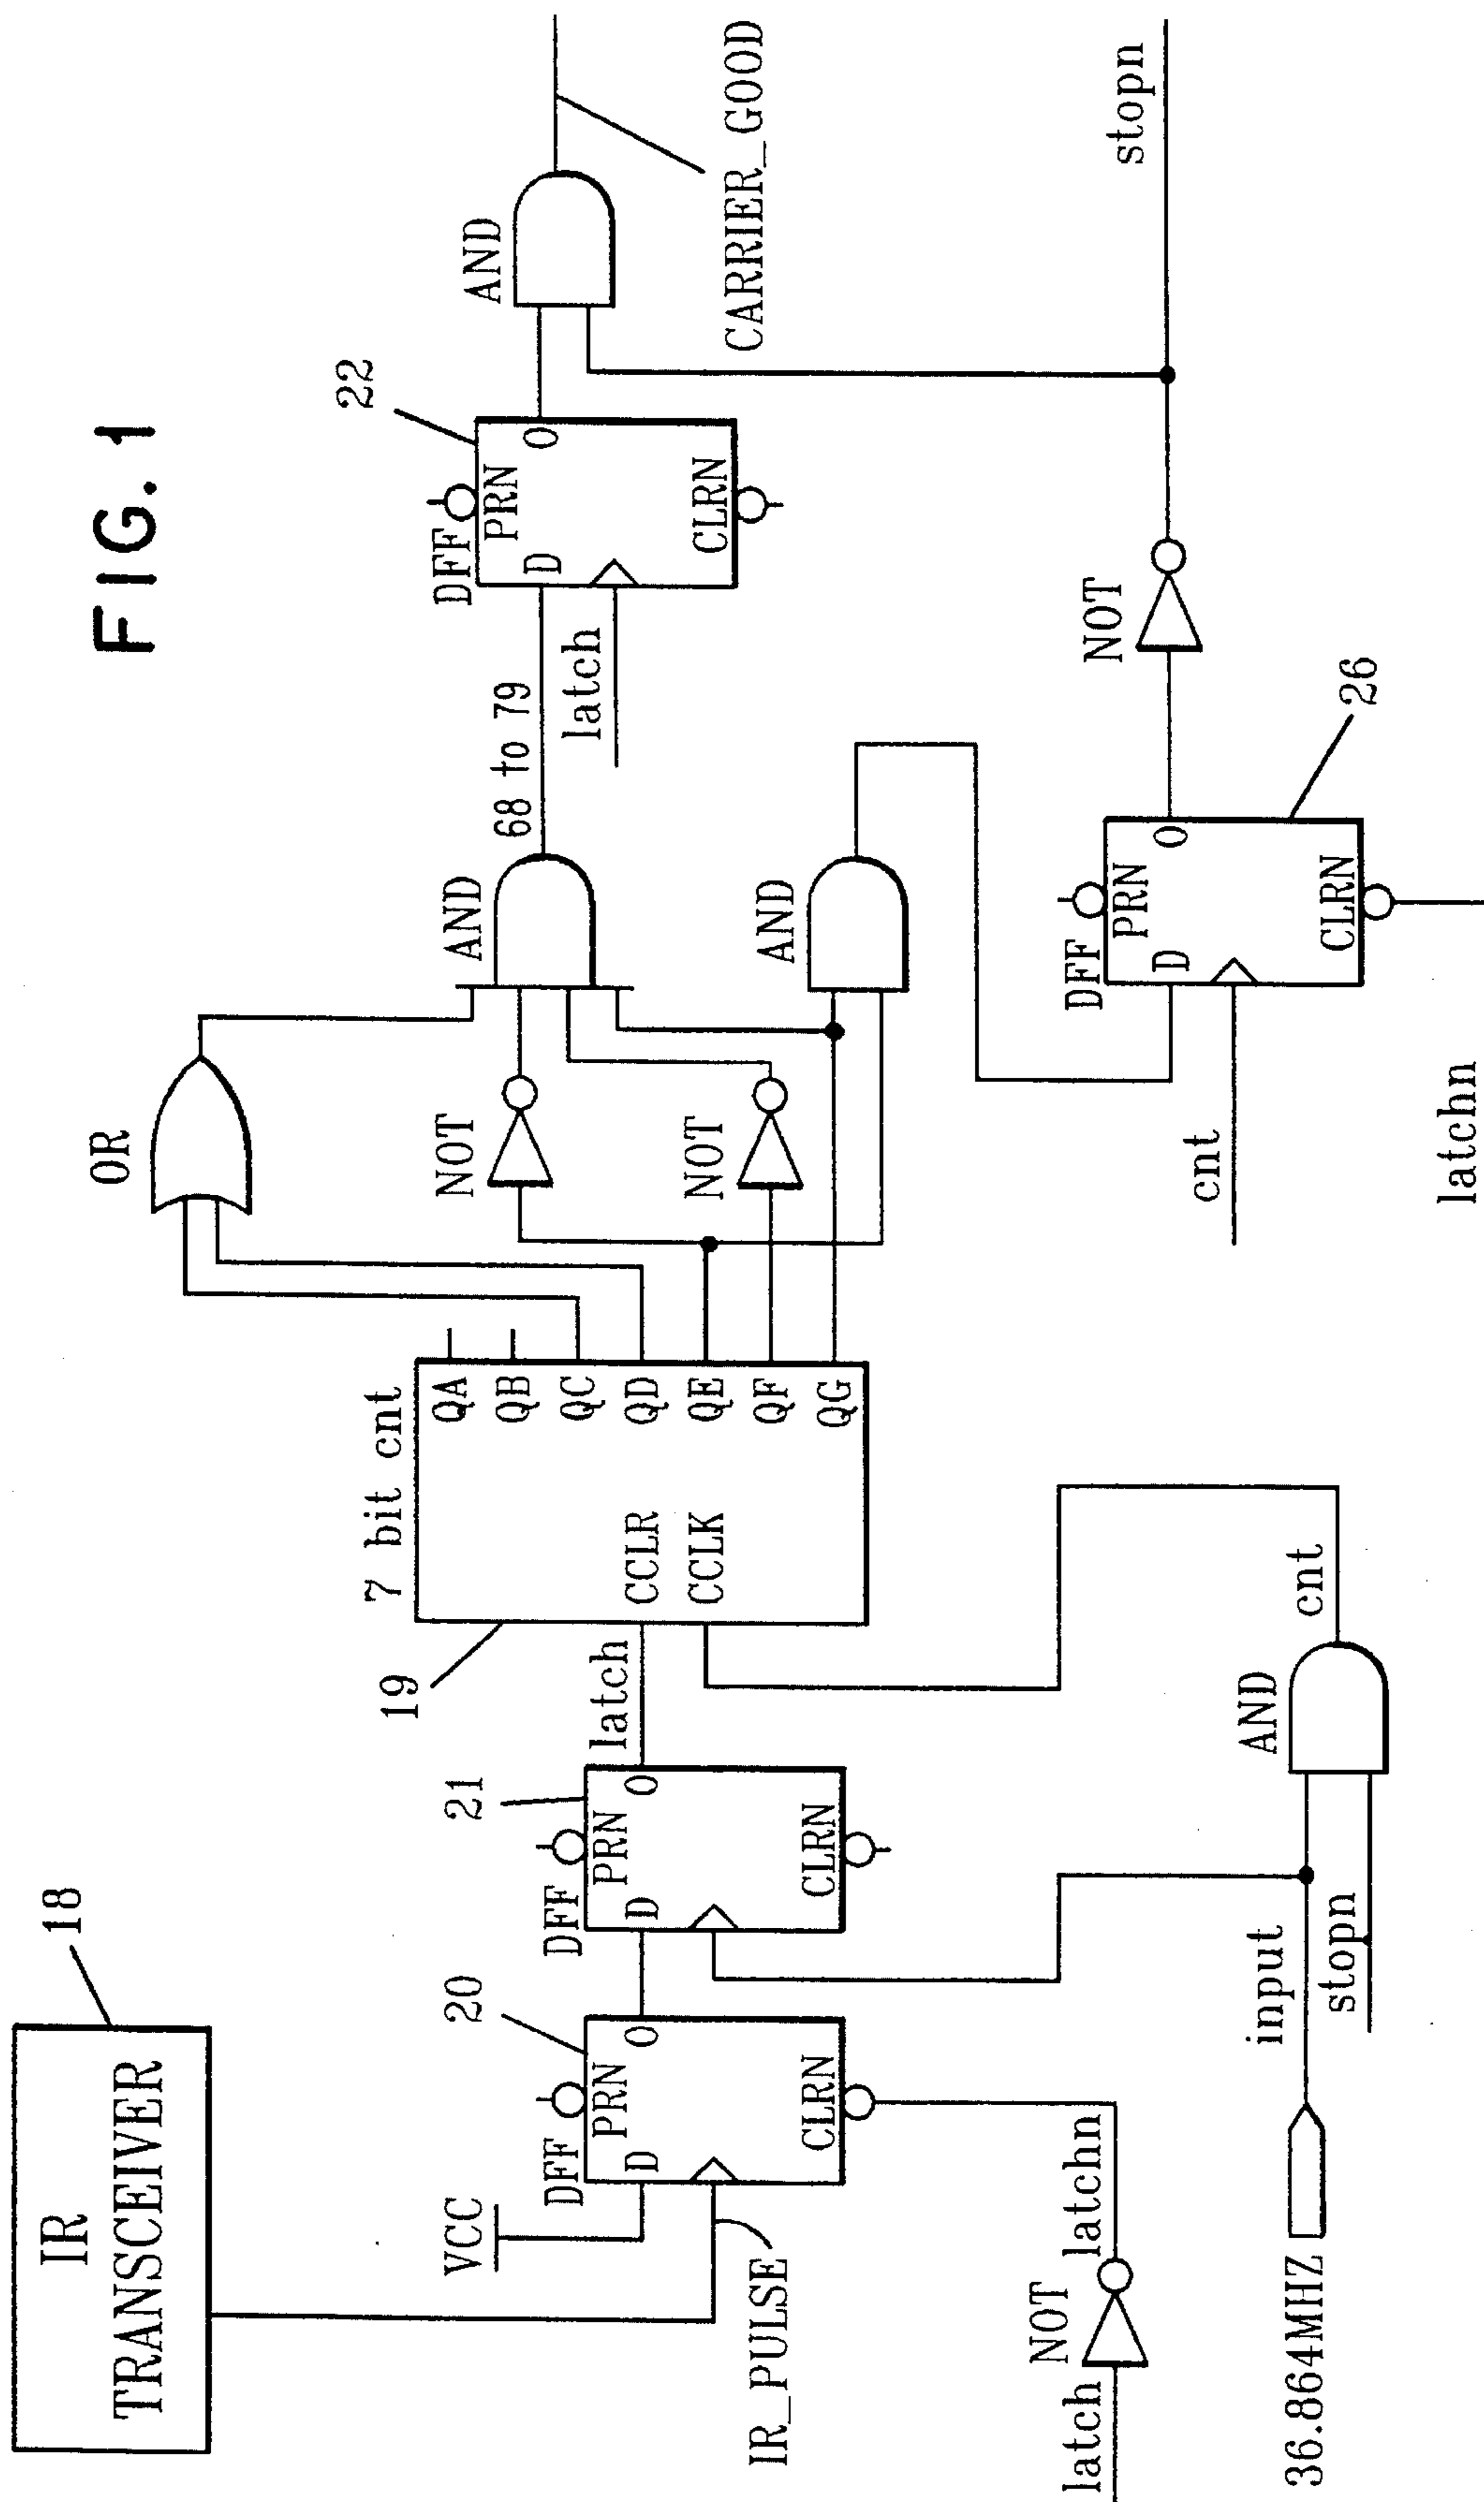 FIG. 1
IR
TRANSCEIVER
18
VCC
IR_PULSE
DFF
20
PRN
D
O
CLRN
latch
NOT
latchn
DFF
21
PRN
D
O
CLRN
latch
36.864MHZ
input
stopn
AND
cnt
19
7 bit cnt
CCLR
CCLK
QA
QB
QC
QD
QE
QF
QG
OR
NOT
NOT
AND
AND
68 to 79
latch
DFF
22
PRN
D
O
CLRN
AND
CARRIER_GOOD
cnt
latchn
DFF
PRN
D
O
CLRN
26
NOT
stopn